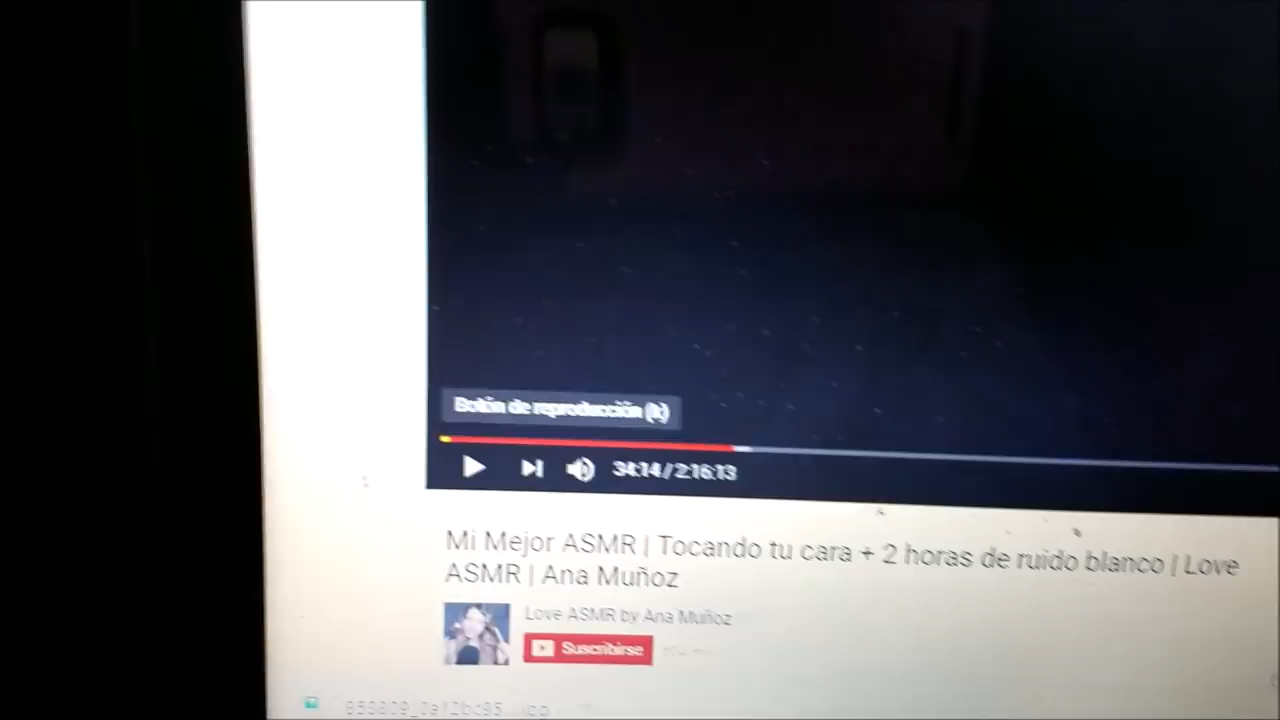 Botón de reproducción (k)
34:14 / 2:16:13
Mi Mejor ASMR | Tocando tu cara + 2 horas de ruido blanco | Love
ASMR | Ana Muñoz
Love ASMR by Ana Muñoz
Suscribirse